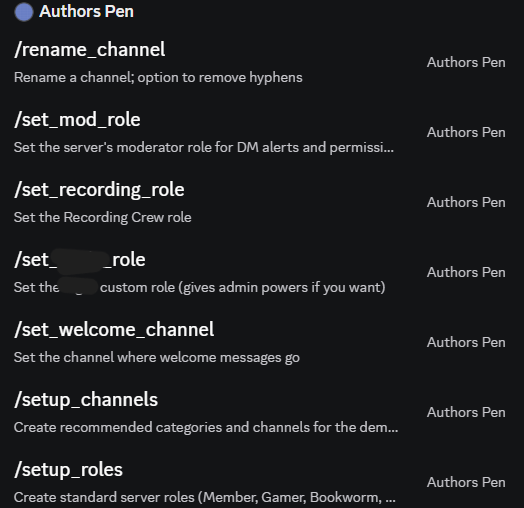 Authors Pen
/rename_channel
Rename a channel; option to remove hyphens
Authors Pen
/set_mod_role
Set the server's moderator role for DM alerts and permissi...
Authors Pen
/set_recording_role
Set the Recording Crew role
Authors Pen
/set_ _role
Set the custom role (gives admin powers if you want)
Authors Pen
/set_welcome_channel
Set the channel where welcome messages go
Authors Pen
/setup_channels
Create recommended categories and channels for the dem...
Authors Pen
/setup_roles
Create standard server roles (Member, Gamer, Bookworm, ...
Authors Pen